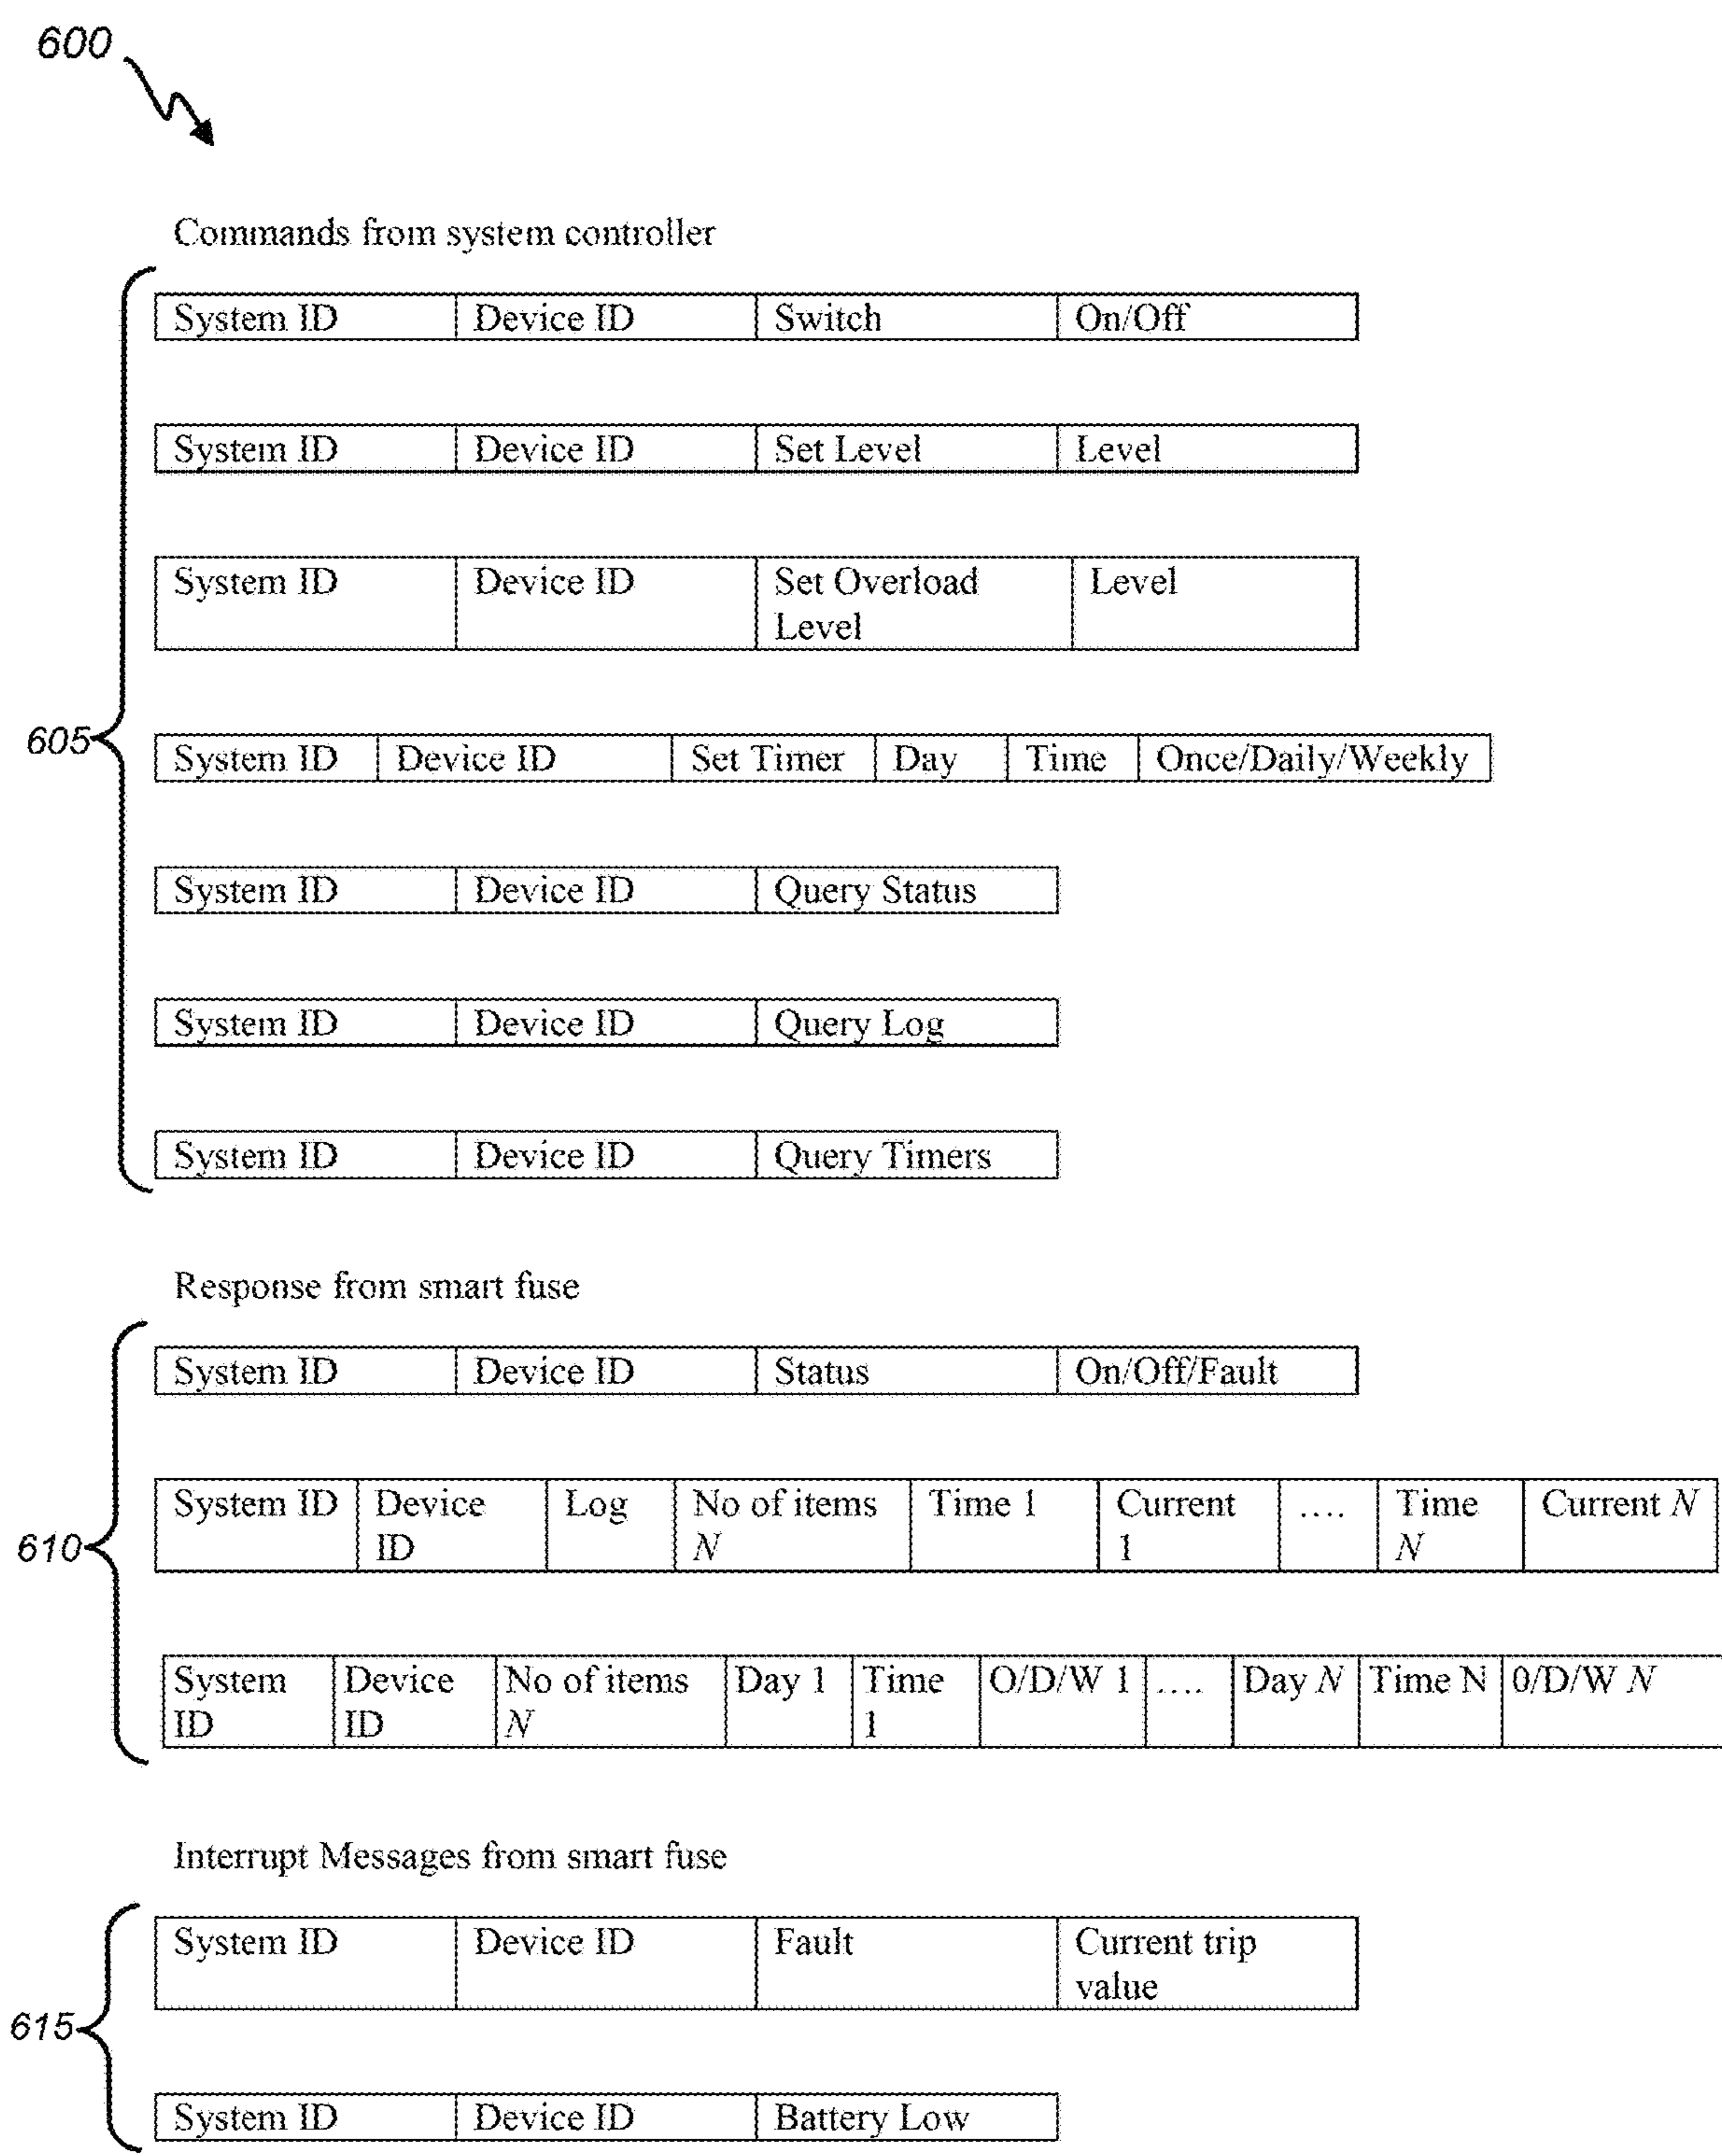 600
Commands from system controller
System ID Device ID Switch On/Off
System ID Device ID Set Level Level
System ID Device ID Set Overload Level
Level
605
System ID Device ID Set Timer Day Time Once/Daily/Weekly
System ID Device ID Query Status
System ID Device ID Query Log
System ID Device ID Query Timers
Response from smart fuse
System ID Device ID Status On/Off/Fault
610
System ID Device Log No of items Time 1 Current .... Time Current N
ID N 1 N
System Device No of items Day 1 Time O/D/W 1 .... Day N Time N 0/D/W N
ID ID N 1
Interrupt Messages from smart fuse
615
System ID Device ID Fault Current trip
value
System ID Device ID Battery Low